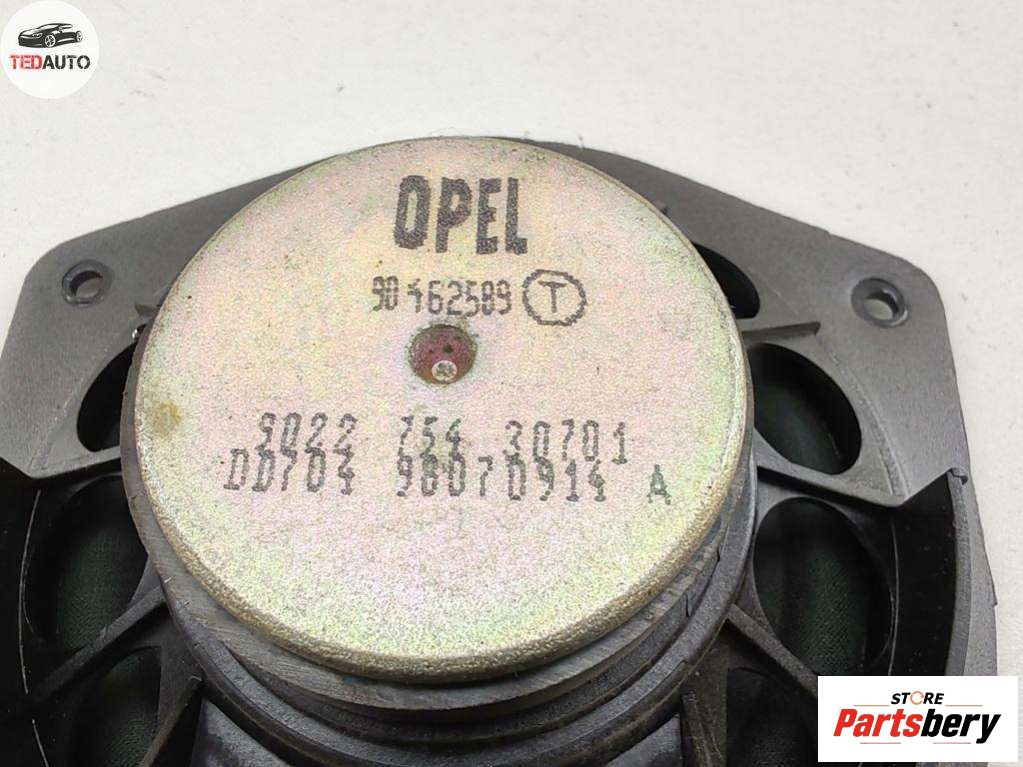 TEDAUTO
OPEL
90462589 T
9022 754 30701
DD704 98070914 A
STORE
Partsbery